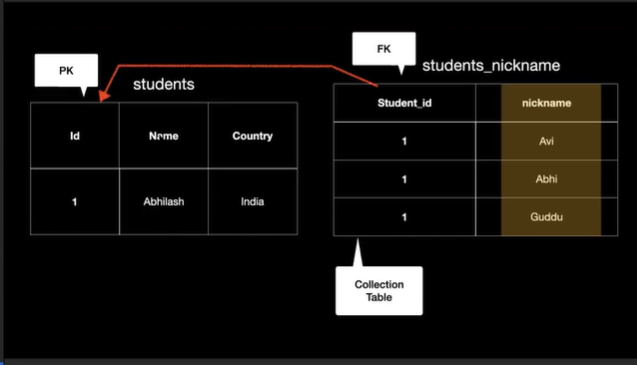 PK
FK
students
students_nickname
Id Name Country
1 Abhilash India
Student_id nickname
1 Avi
1 Abhi
1 Guddu
Collection
Table